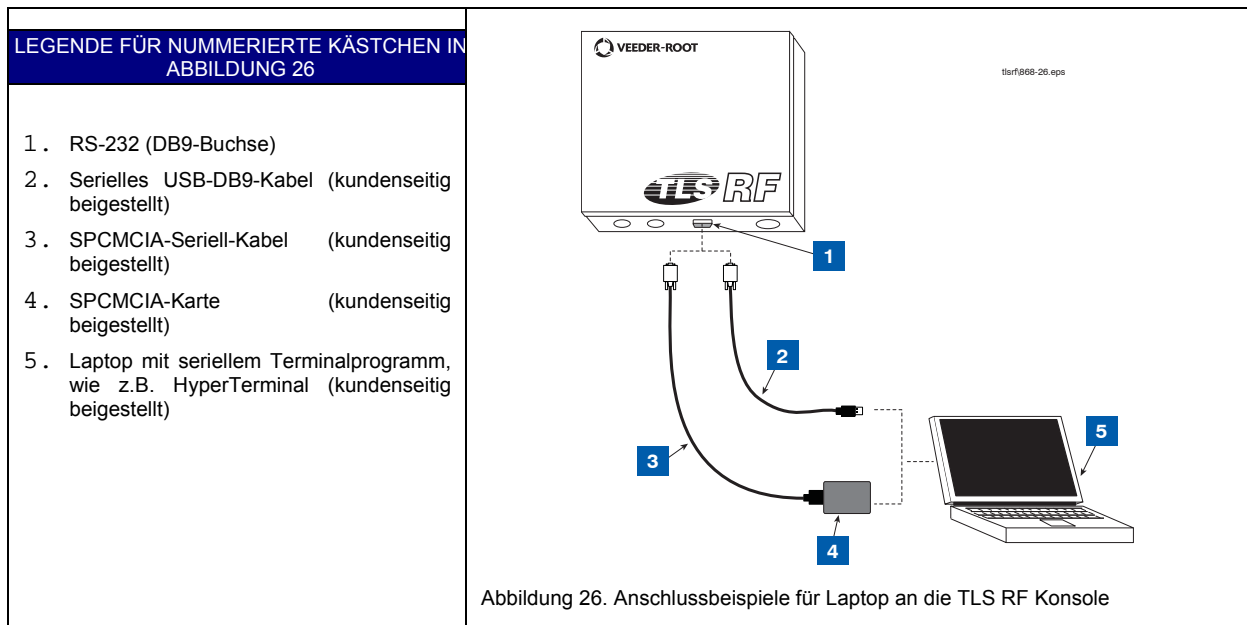 LEGENDE FÜR NUMMERIERTE KÄSTCHEN IN
ABBILDUNG 26
1. RS-232 (DB9-Buchse)
2. Serielles USB-DB9-Kabel (kundenseitig
beigestellt)
3. SPCMCIA-Seriell-Kabel (kundenseitig
beigestellt)
4. SPCMCIA-Karte (kundenseitig
beigestellt)
5. Laptop mit seriellem Terminalprogramm,
wie z.B. HyperTerminal (kundenseitig
beigestellt)
VEEDER-ROOT
tlsrf\868-26.eps
TLS RF
1
2
3
4
5
Abbildung 26. Anschlussbeispiele für Laptop an die TLS RF Konsole